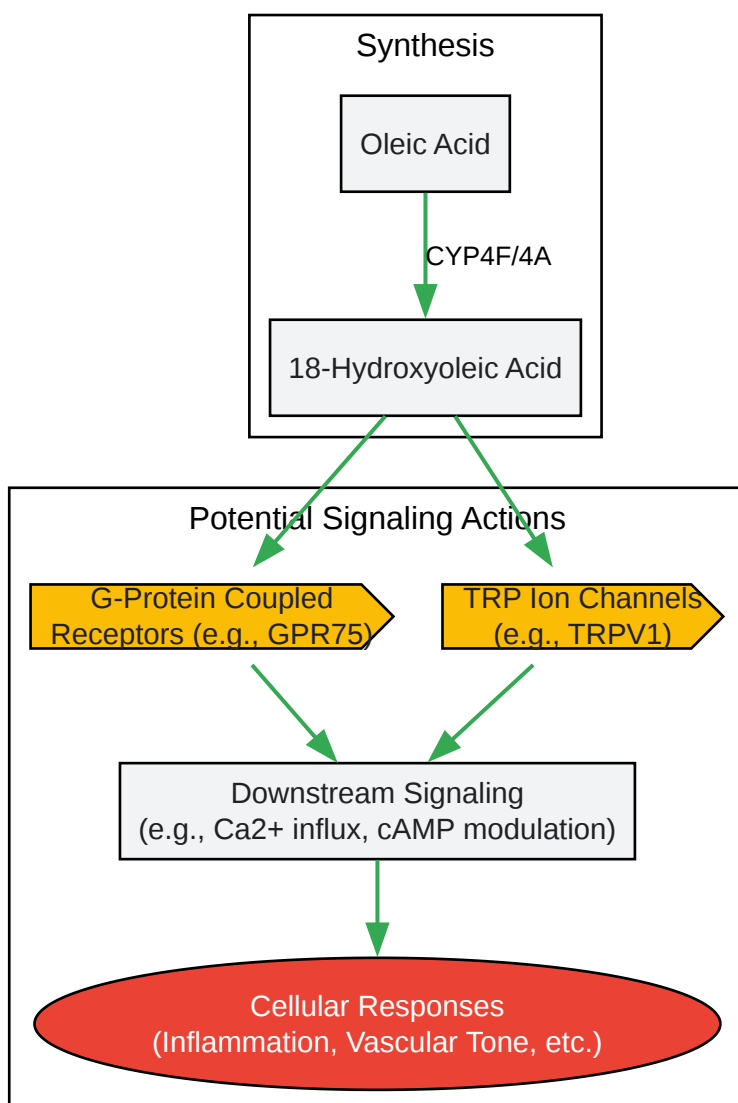 Synthesis
Oleic Acid
CYP4F/4A
18-Hydroxyoleic Acid
Potential Signaling Actions
G-Protein Coupled
Receptors (e.g., GPR75)
TRP Ion Channels
(e.g., TRPV1)
Downstream Signaling
(e.g., Ca2+ influx, cAMP modulation)
Cellular Responses
(Inflammation, Vascular Tone, etc.)